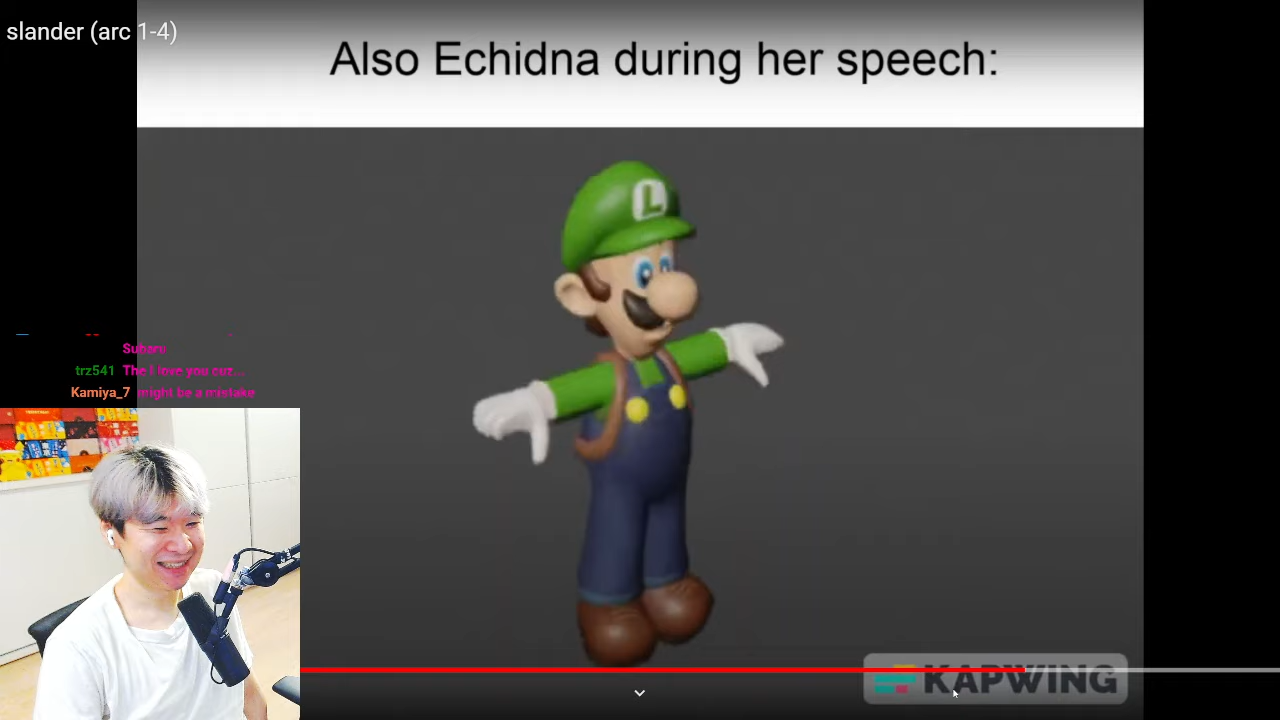 slander (arc 1-4)
Also Echidna during her speech:
L
Subaru
trz541 The I love you cuz...
Kamiya_7 might be a mistake
KAPWING